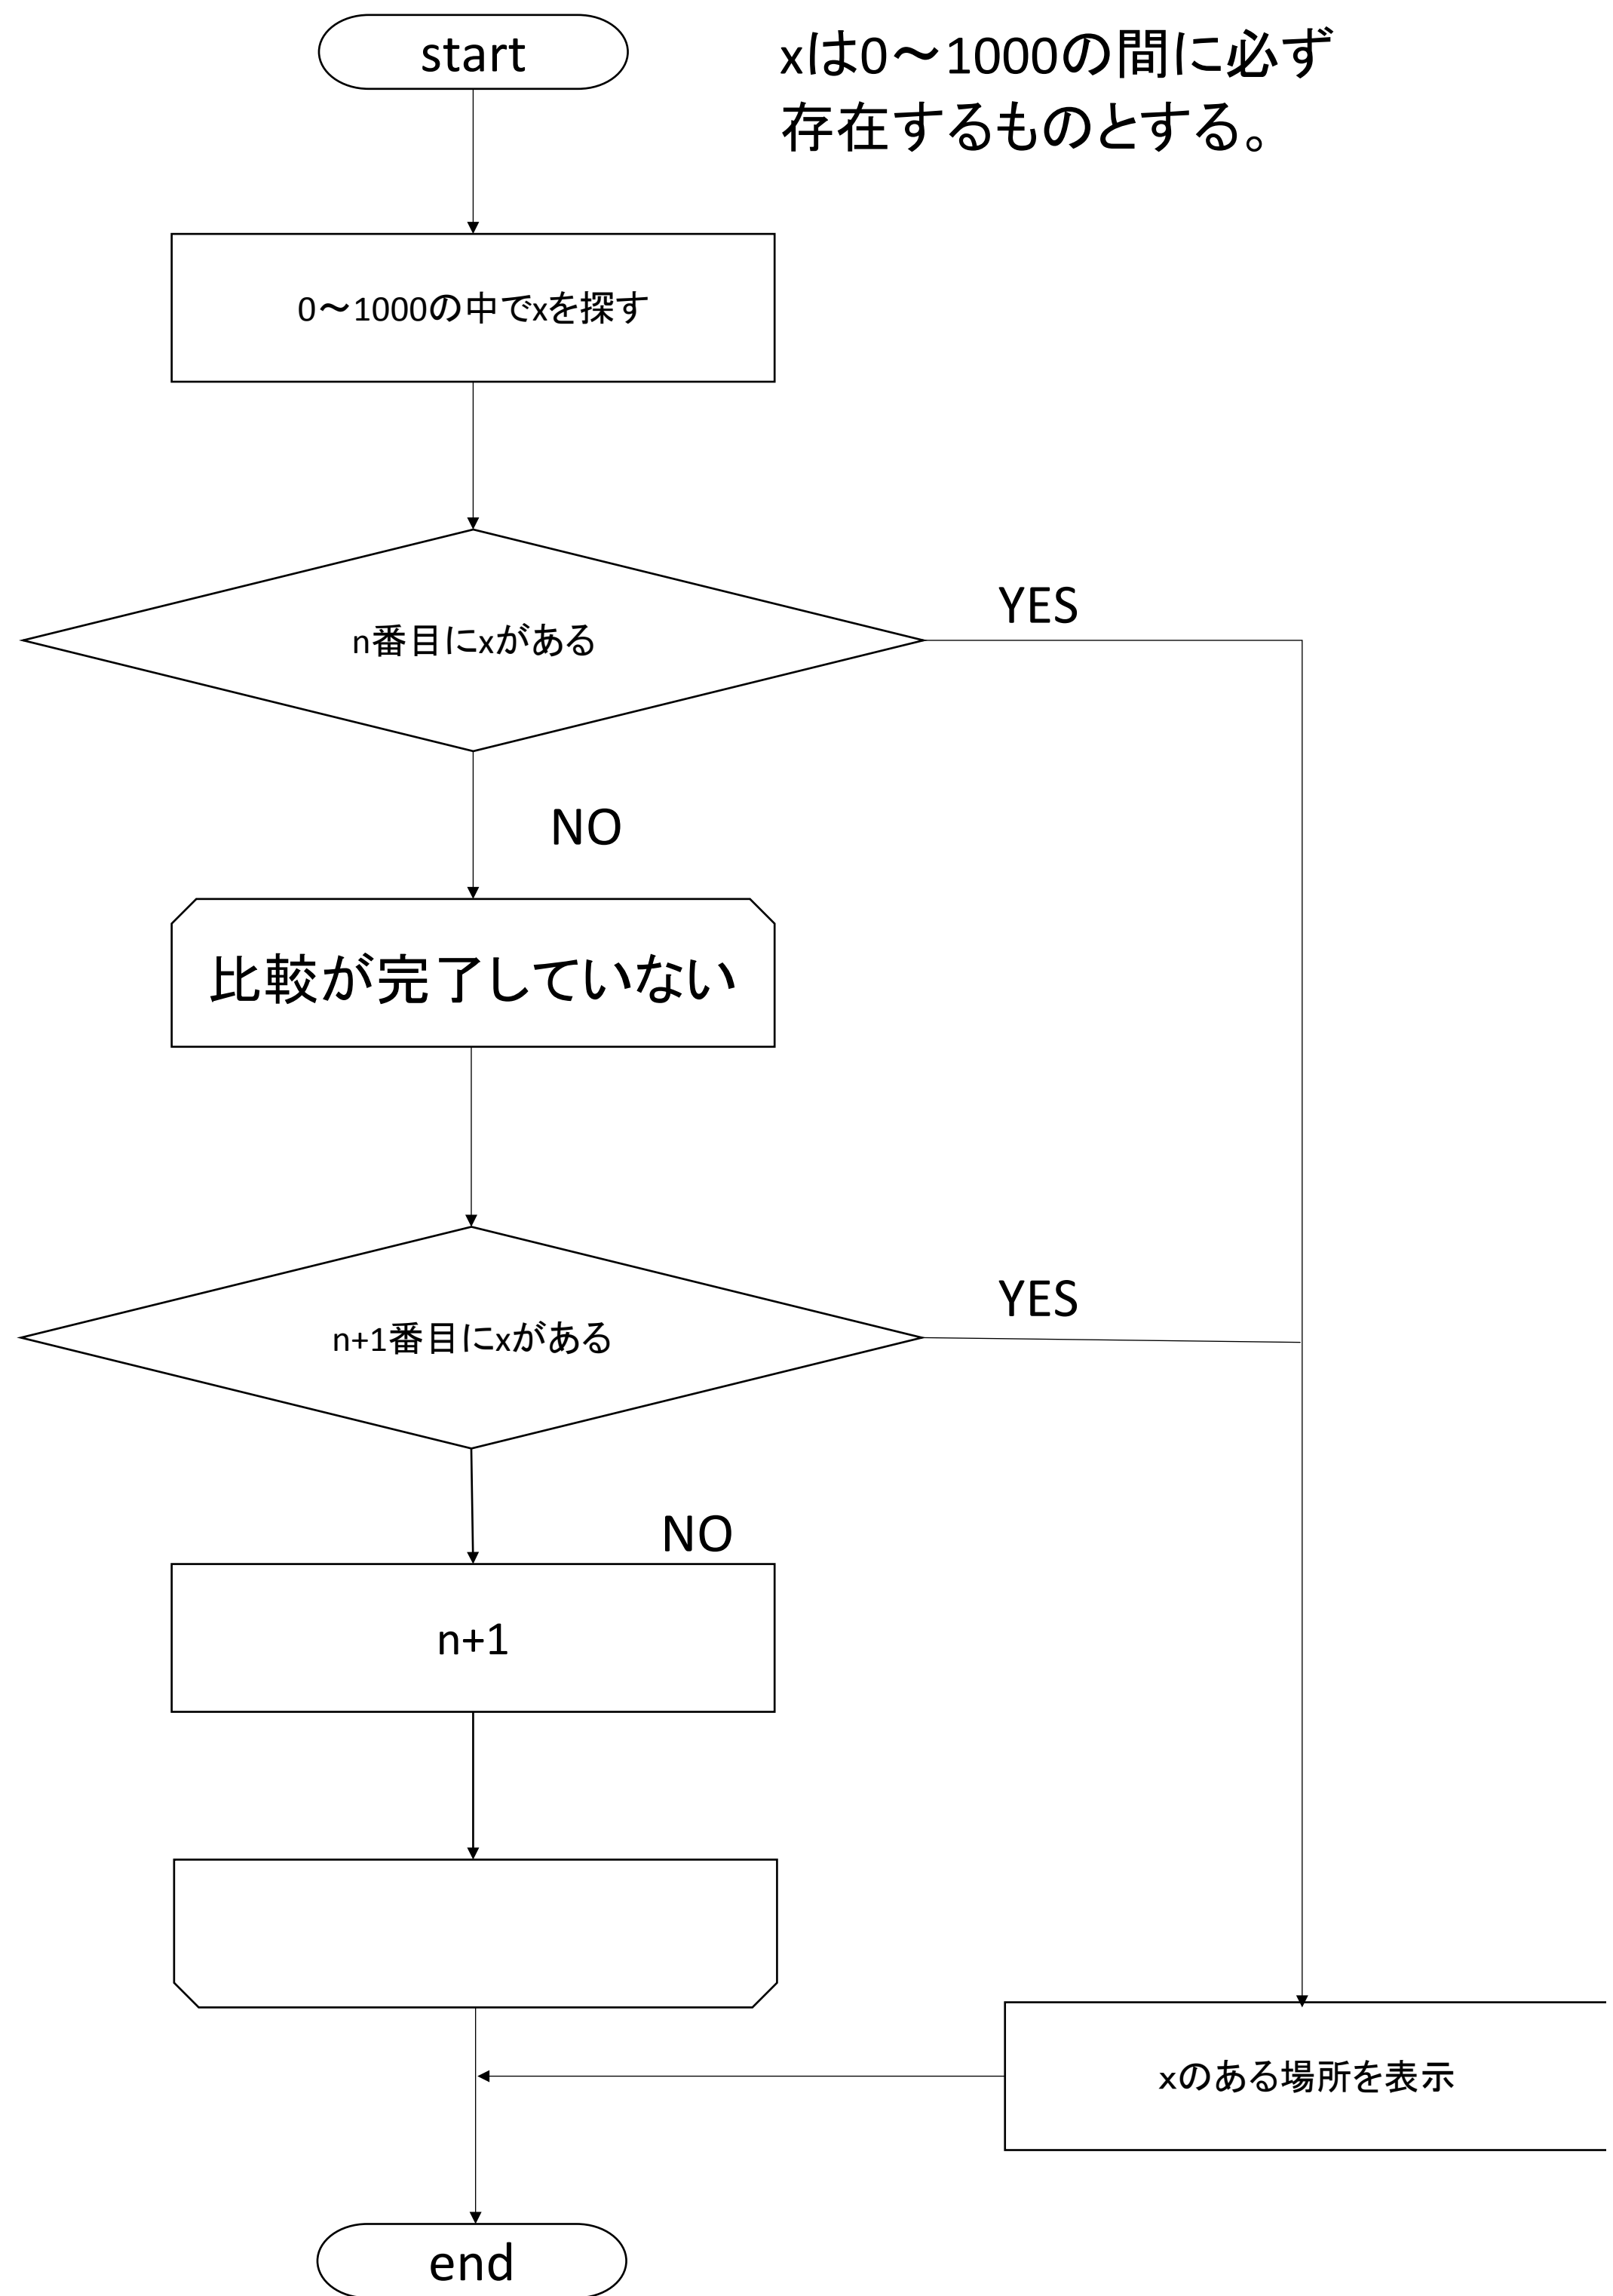 start
xは0～1000の間に必ず
存在するものとする。
0～1000の中でxを探す
n番目にxがある
YES
NO
比較が完了していない
n+1番目にxがある
YES
NO
n+1
xのある場所を表示
end